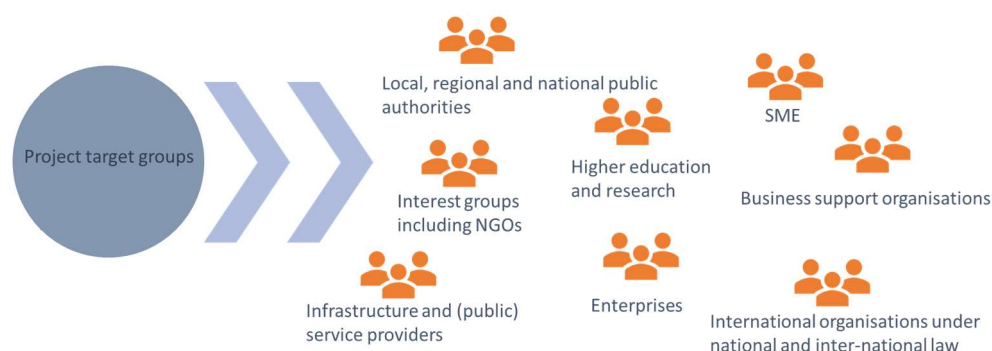 Project target groups
Local, regional and national public
authorities
SME
Higher education
and research
Interest groups
including NGOs
Business support organisations
Infrastructure and (public)
service providers
Enterprises
International organisations under
national and inter-national law